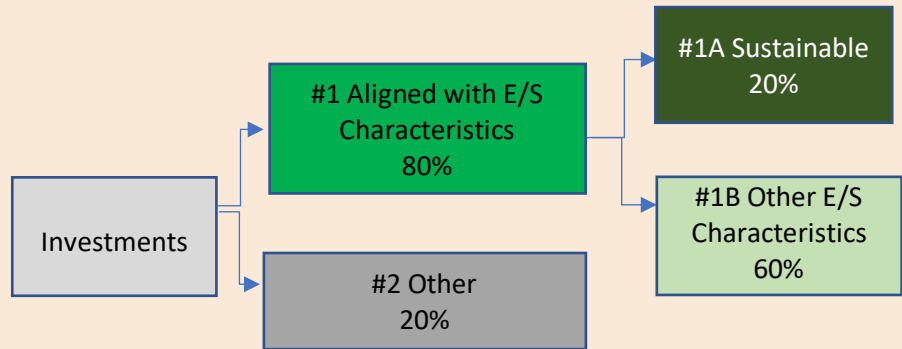 Investments
#1 Aligned with E/S
Characteristics
80%
#2 Other
20%
#1A Sustainable
20%
#1B Other E/S
Characteristics
60%